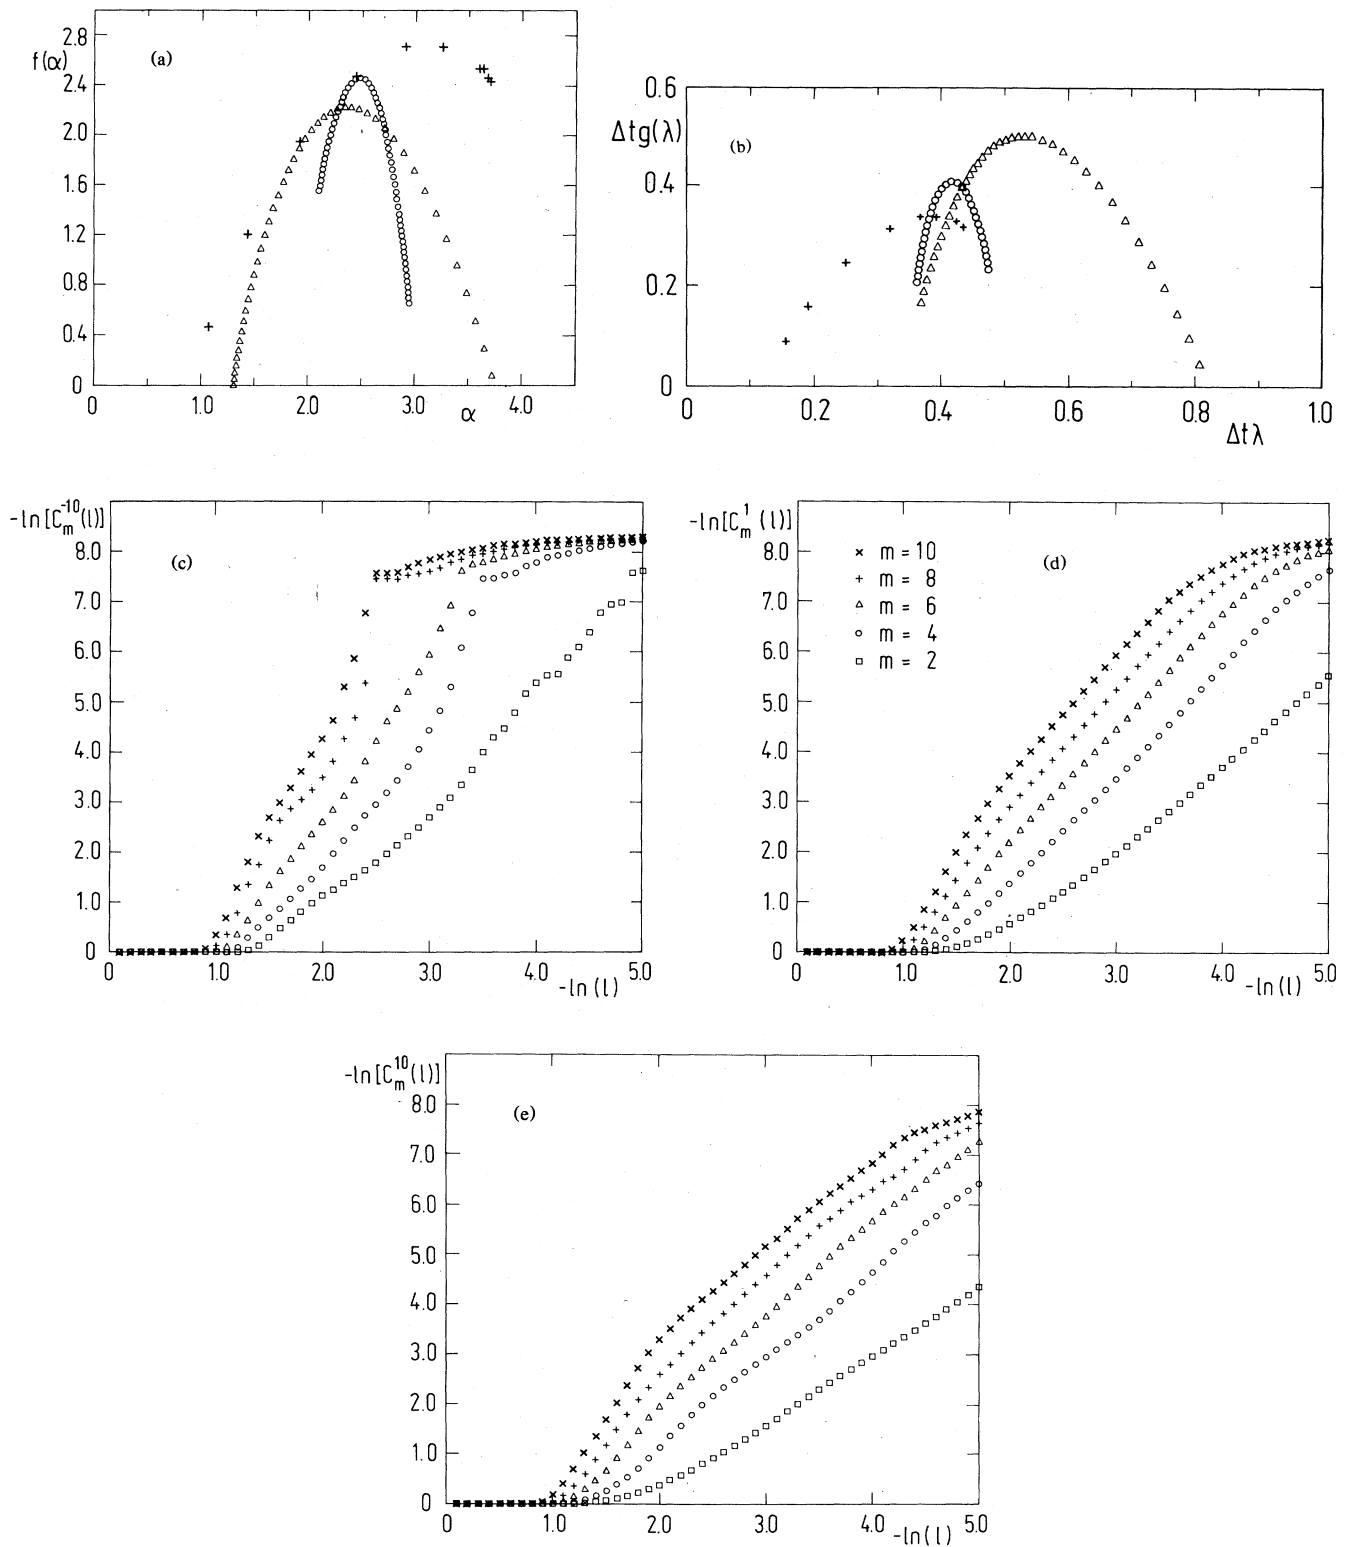 (a)
f(α)
2.8
2.4
2.0
1.6
1.2
0.8
0.4
0
0 1.0 2.0 3.0 4.0
α
(b)
Δtg(λ)
0.6
0.4
0.2
0
0 0.2 0.4 0.6 0.8 1.0
Δtλ
-ln[C_m^{-10}(l)]
(c)
8.0
7.0
6.0
5.0
4.0
3.0
2.0
1.0
0
0 1.0 2.0 3.0 4.0 5.0
-ln(l)
-ln[C_m^1(l)]
(d)
× m = 10
+ m = 8
△ m = 6
○ m = 4
□ m = 2
8.0
7.0
6.0
5.0
4.0
3.0
2.0
1.0
0
0 1.0 2.0 3.0 4.0 5.0
-ln(l)
-ln[C_m^{10}(l)]
(e)
8.0
7.0
6.0
5.0
4.0
3.0
2.0
1.0
0
0 1.0 2.0 3.0 4.0 5.0
-ln(l)